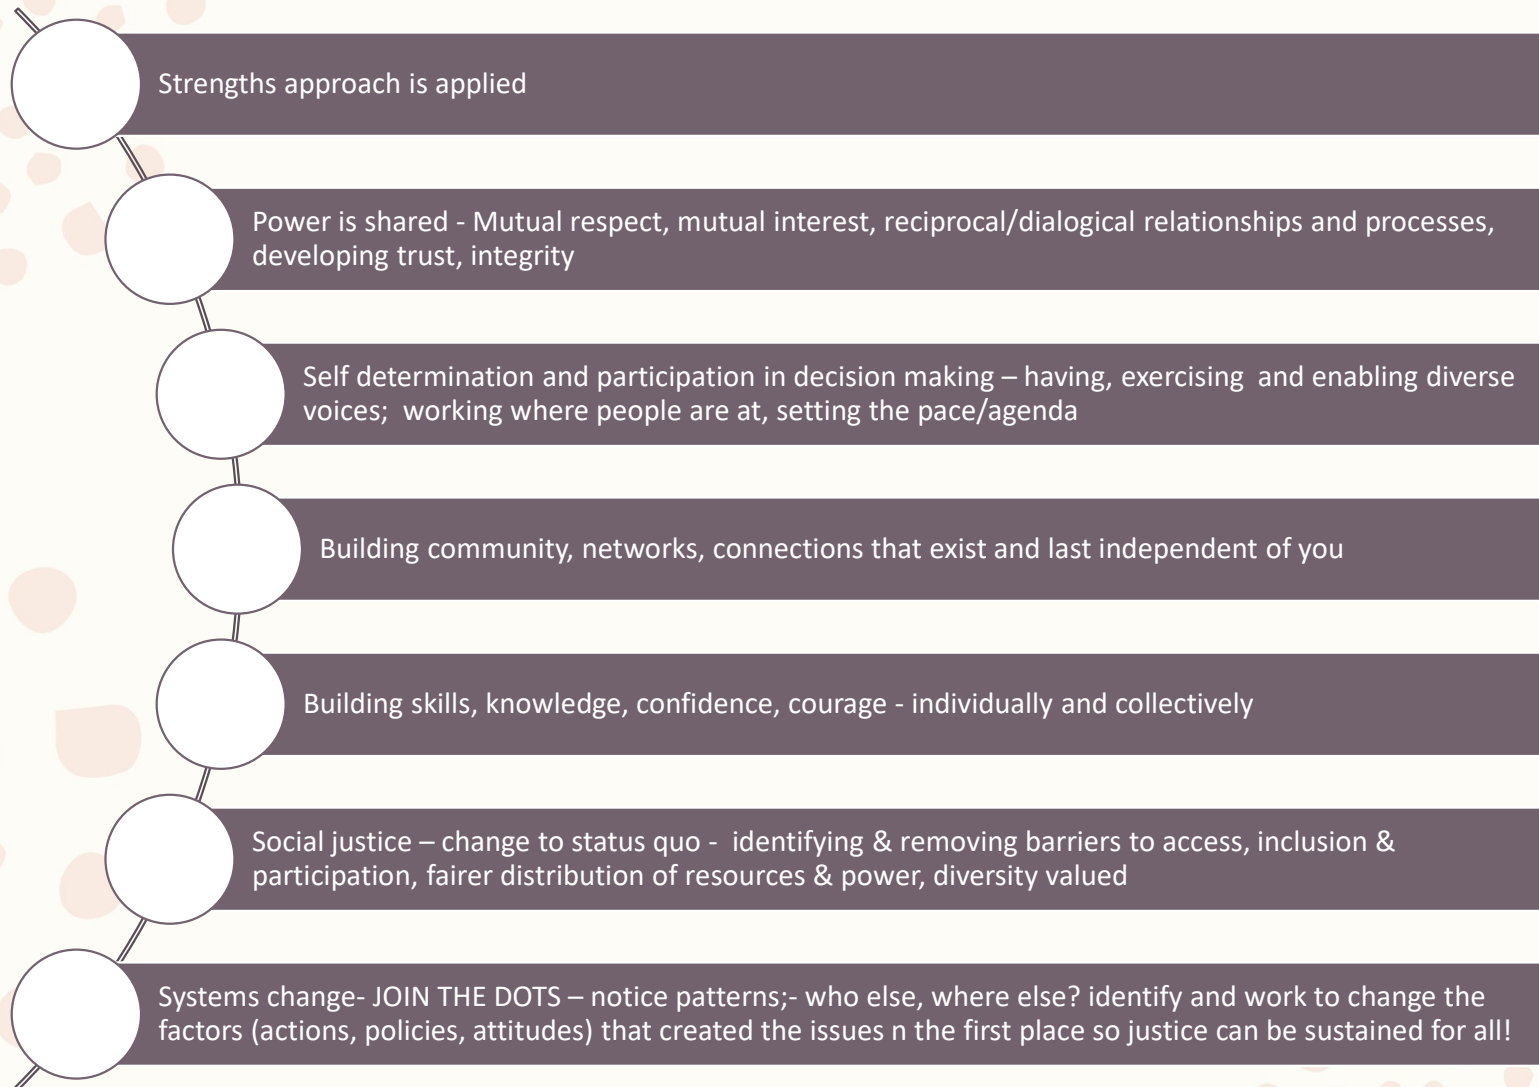 Strengths approach is applied
Power is shared - Mutual respect, mutual interest, reciprocal/dialogical relationships and processes,
developing trust, integrity
Self determination and participation in decision making – having, exercising  and enabling diverse
voices;  working where people are at, setting the pace/agenda
Building community, networks, connections that exist and last independent of you
Building skills, knowledge, confidence, courage - individually and collectively
Social justice – change to status quo -  identifying & removing barriers to access, inclusion &
participation, fairer distribution of resources & power, diversity valued
Systems change- JOIN THE DOTS – notice patterns;- who else, where else? identify and work to change the
factors (actions, policies, attitudes) that created the issues n the first place so justice can be sustained for all!